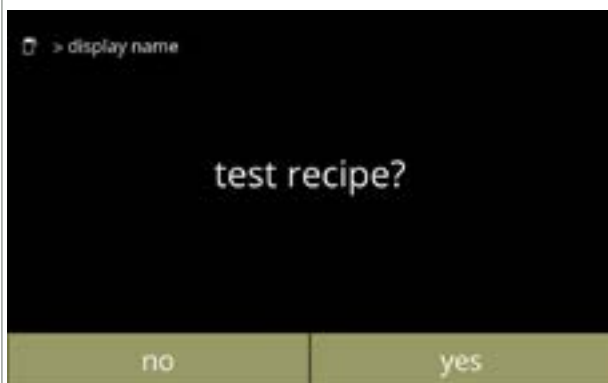 > display name
test recipe?
no
yes